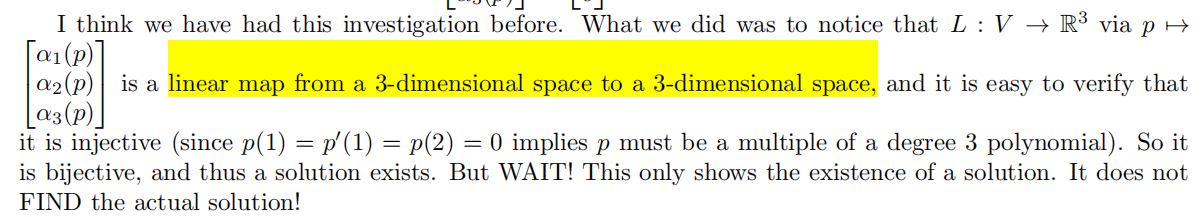 I think we have had this investigation before. What we did was to notice that L : V → ℝ³ via p ↦
[α₁(p)]
[α₂(p)] is a linear map from a 3-dimensional space to a 3-dimensional space, and it is easy to verify that
[α₃(p)]
it is injective (since p(1) = p′(1) = p(2) = 0 implies p must be a multiple of a degree 3 polynomial). So it
is bijective, and thus a solution exists. But WAIT! This only shows the existence of a solution. It does not
FIND the actual solution!